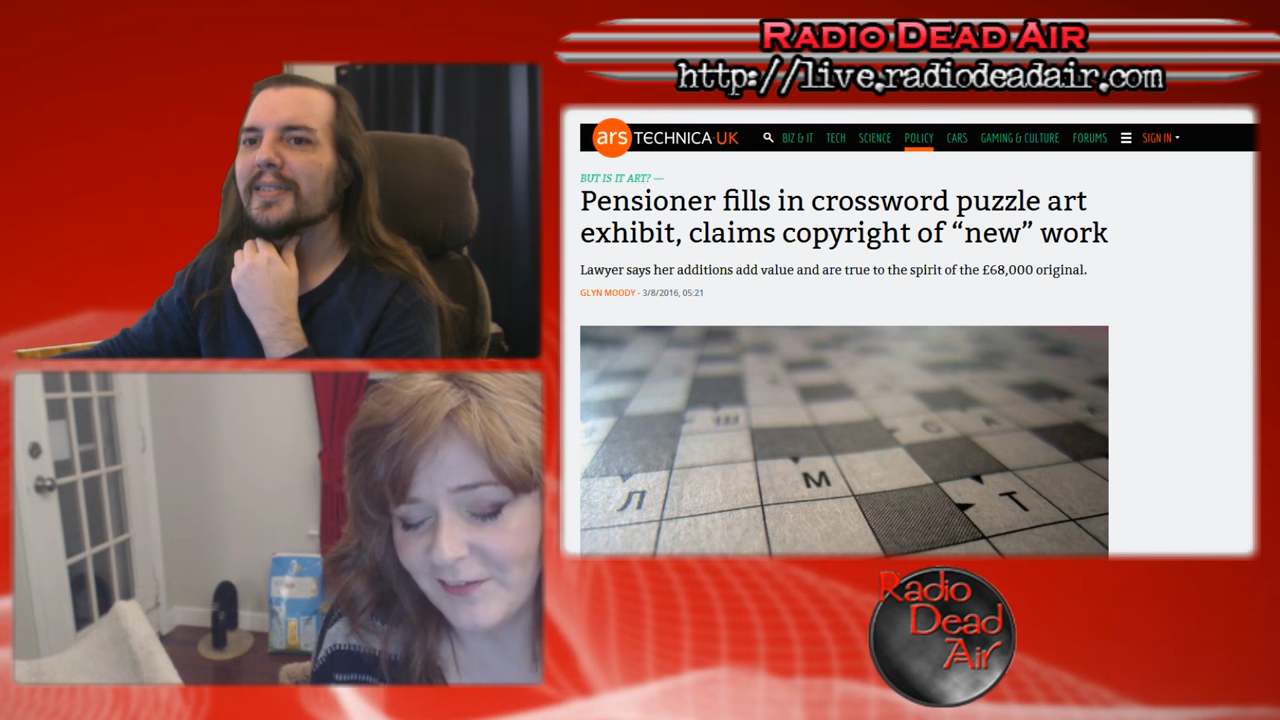 RADIO DEAD AIR
http://live.radiodeadair.com
ars TECHNICA UK BIZ & IT TECH SCIENCE POLICY CARS GAMING & CULTURE FORUMS SIGN IN
BUT IS IT ART? —
Pensioner fills in crossword puzzle art
exhibit, claims copyright of “new” work
Lawyer says her additions add value and are true to the spirit of the £68,000 original.
GLYN MOODY - 3/8/2016, 05:21
Ш
С А
Л М Т
Radio
Dead
Air